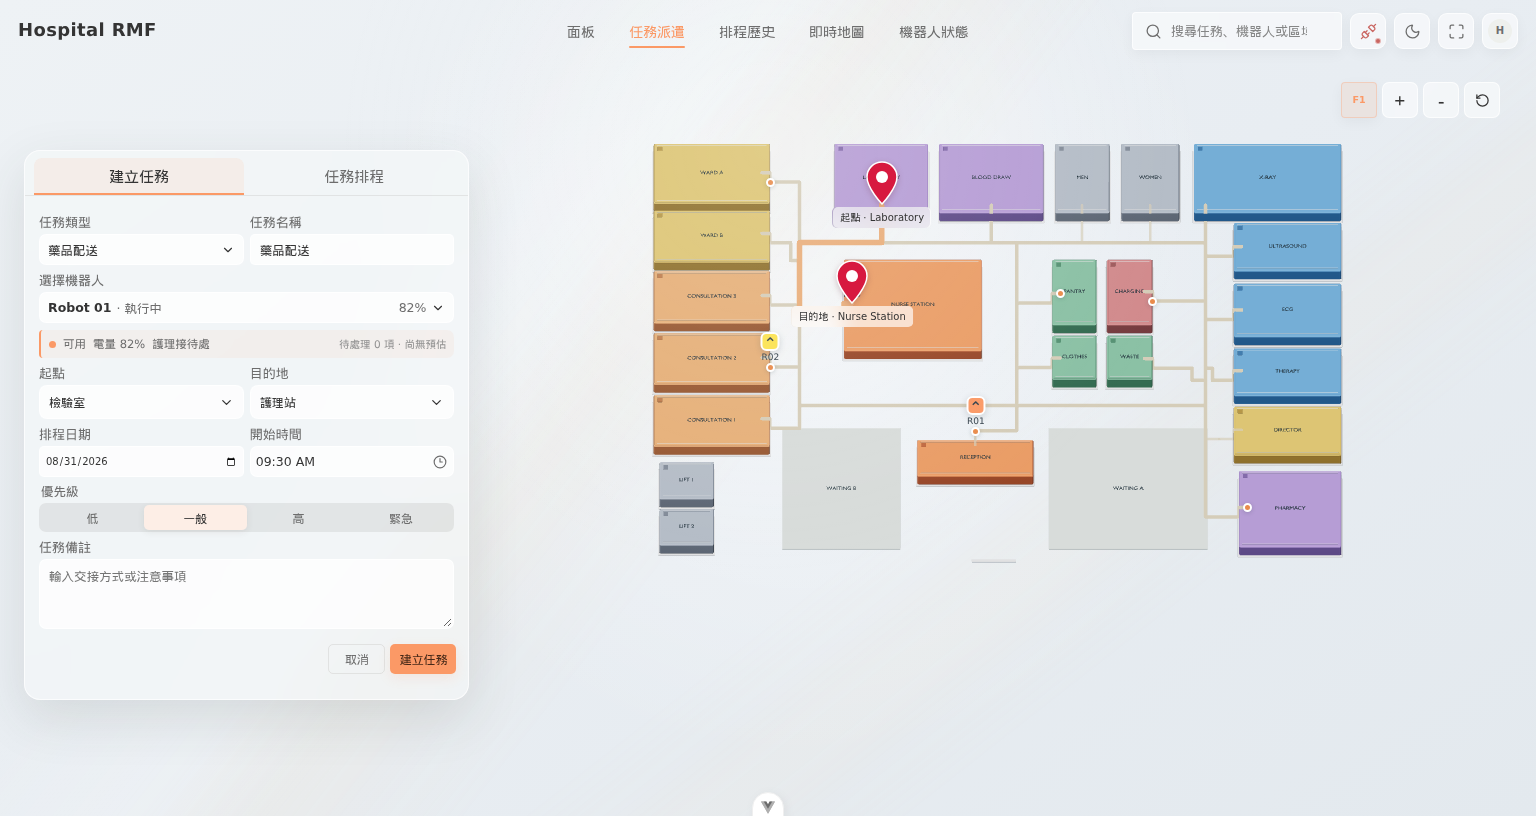 Hospital RMF
面板
任務派遣
排程歷史
即時地圖
機器人狀態
搜尋任務、機器人或區
H
F1
+
-
建立任務
任務排程
任務類型
任務名稱
藥品配送
藥品配送
選擇機器人
Robot 01 · 執行中
82%
可用 電量 82% 護理接待處
待處理 0 項 · 尚無預估
起點
目的地
檢驗室
護理站
排程日期
開始時間
08/31/2026
09:30 AM
優先級
低
一般
高
緊急
任務備註
輸入交接方式或注意事項
取消
建立任務
WARD A
BLOOD DRAW
MEN
WOMEN
X-RAY
起點 · Laboratory
WARD B
ULTRASOUND
CONSULTATION 3
NURSE STATION
PANTRY
CHANGING
目的地 · Nurse Station
ECG
R02
CONSULTATION 2
CLOTHES
WASTE
THERAPY
R01
CONSULTATION 1
RECEPTION
DIRECTOR
LIFT 1
WAITING B
WAITING A
PHARMACY
LIFT 2